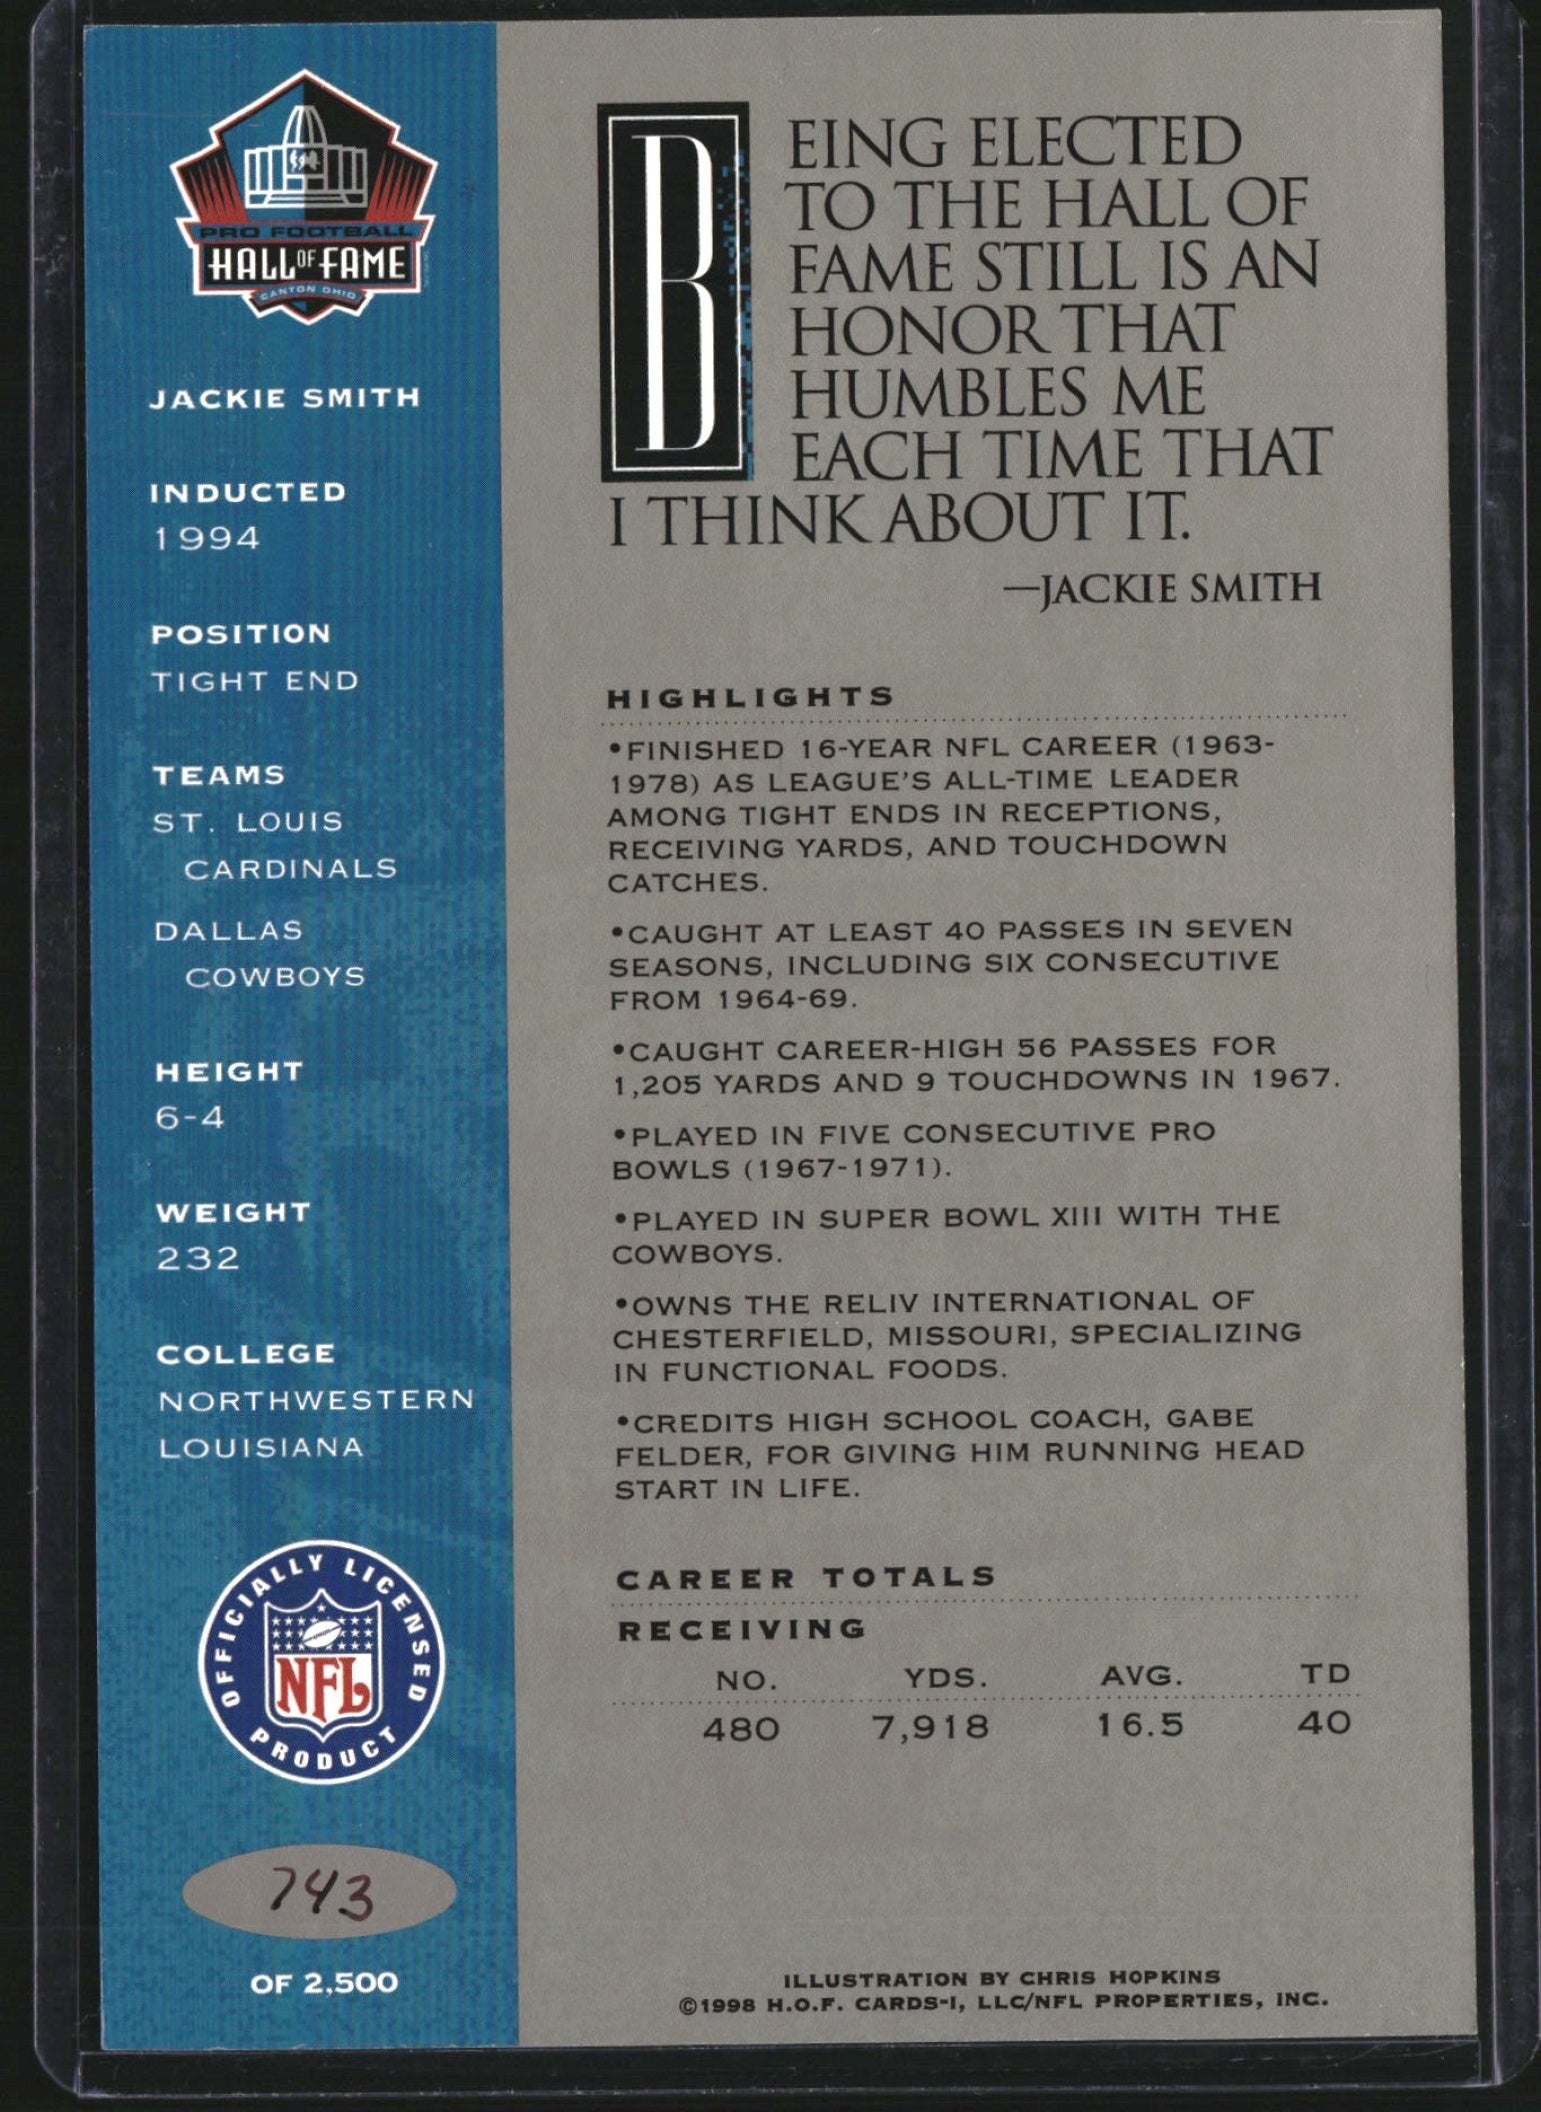 PRO FOOTBALL
HALL OF FAME
CANTON OHIO
JACKIE SMITH
INDUCTED
1994
POSITION
TIGHT END
TEAMS
ST. LOUIS
CARDINALS
DALLAS
COWBOYS
HEIGHT
6-4
WEIGHT
232
COLLEGE
NORTHWESTERN
LOUISIANA
OFFICIALLY LICENSED
NFL
PRODUCT
743
OF 2,500
BEING ELECTED
TO THE HALL OF
FAME STILL IS AN
HONOR THAT
HUMBLES ME
EACH TIME THAT
I THINK ABOUT IT.
—JACKIE SMITH
HIGHLIGHTS
•FINISHED 16-YEAR NFL CAREER (1963-
1978) AS LEAGUE'S ALL-TIME LEADER
AMONG TIGHT ENDS IN RECEPTIONS,
RECEIVING YARDS, AND TOUCHDOWN
CATCHES.
•CAUGHT AT LEAST 40 PASSES IN SEVEN
SEASONS, INCLUDING SIX CONSECUTIVE
FROM 1964-69.
•CAUGHT CAREER-HIGH 56 PASSES FOR
1,205 YARDS AND 9 TOUCHDOWNS IN 1967.
•PLAYED IN FIVE CONSECUTIVE PRO
BOWLS (1967-1971).
•PLAYED IN SUPER BOWL XIII WITH THE
COWBOYS.
•OWNS THE RELIV INTERNATIONAL OF
CHESTERFIELD, MISSOURI, SPECIALIZING
IN FUNCTIONAL FOODS.
•CREDITS HIGH SCHOOL COACH, GABE
FELDER, FOR GIVING HIM RUNNING HEAD
START IN LIFE.
CAREER TOTALS
RECEIVING
NO. YDS. AVG. TD
480 7,918 16.5 40
ILLUSTRATION BY CHRIS HOPKINS
©1998 H.O.F. CARDS-I, LLC/NFL PROPERTIES, INC.